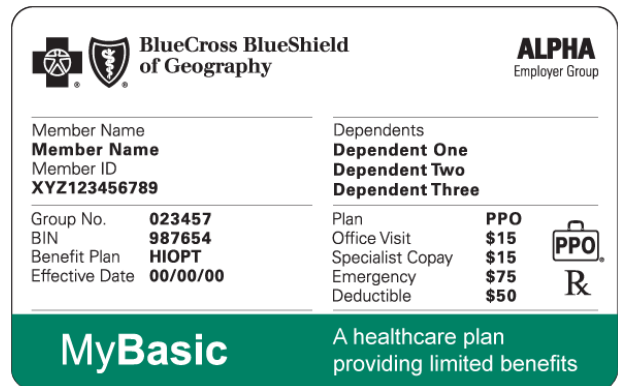 BlueCross BlueShield
of Geography
ALPHA
Employer Group
Member Name
Member Name
Member ID
XYZ123456789
Dependents
Dependent One
Dependent Two
Dependent Three
Group No. 023457
BIN 987654
Benefit Plan HIOPT
Effective Date 00/00/00
Plan PPO
Office Visit $15
Specialist Copay $15
Emergency $75
Deductible $50
PPO
®
Rx
MyBasic
A healthcare plan
providing limited benefits